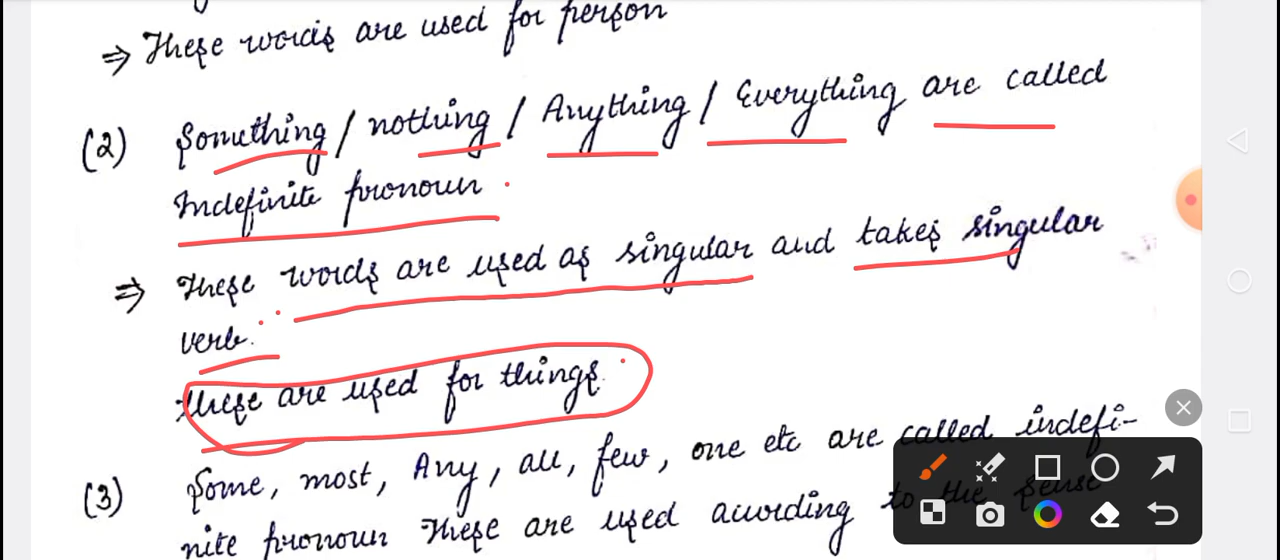 ⇒ These words are used for person
(2) Something / nothing / Anything / Everything are called
Indefinite pronoun.
⇒ These words are used as singular and takes singular
verb.
These are used for things.
(3) Some, most, Any, all, few, one etc are called indefi-
nite pronoun These are used acuording to the sense